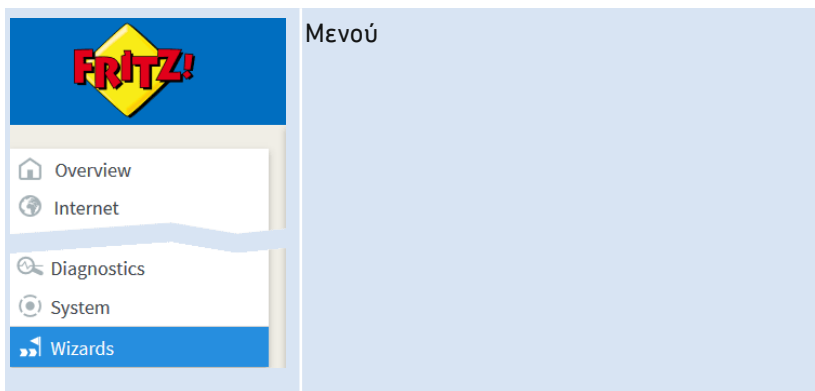 FRITZ!
Μενού
Overview
Internet
Diagnostics
System
Wizards